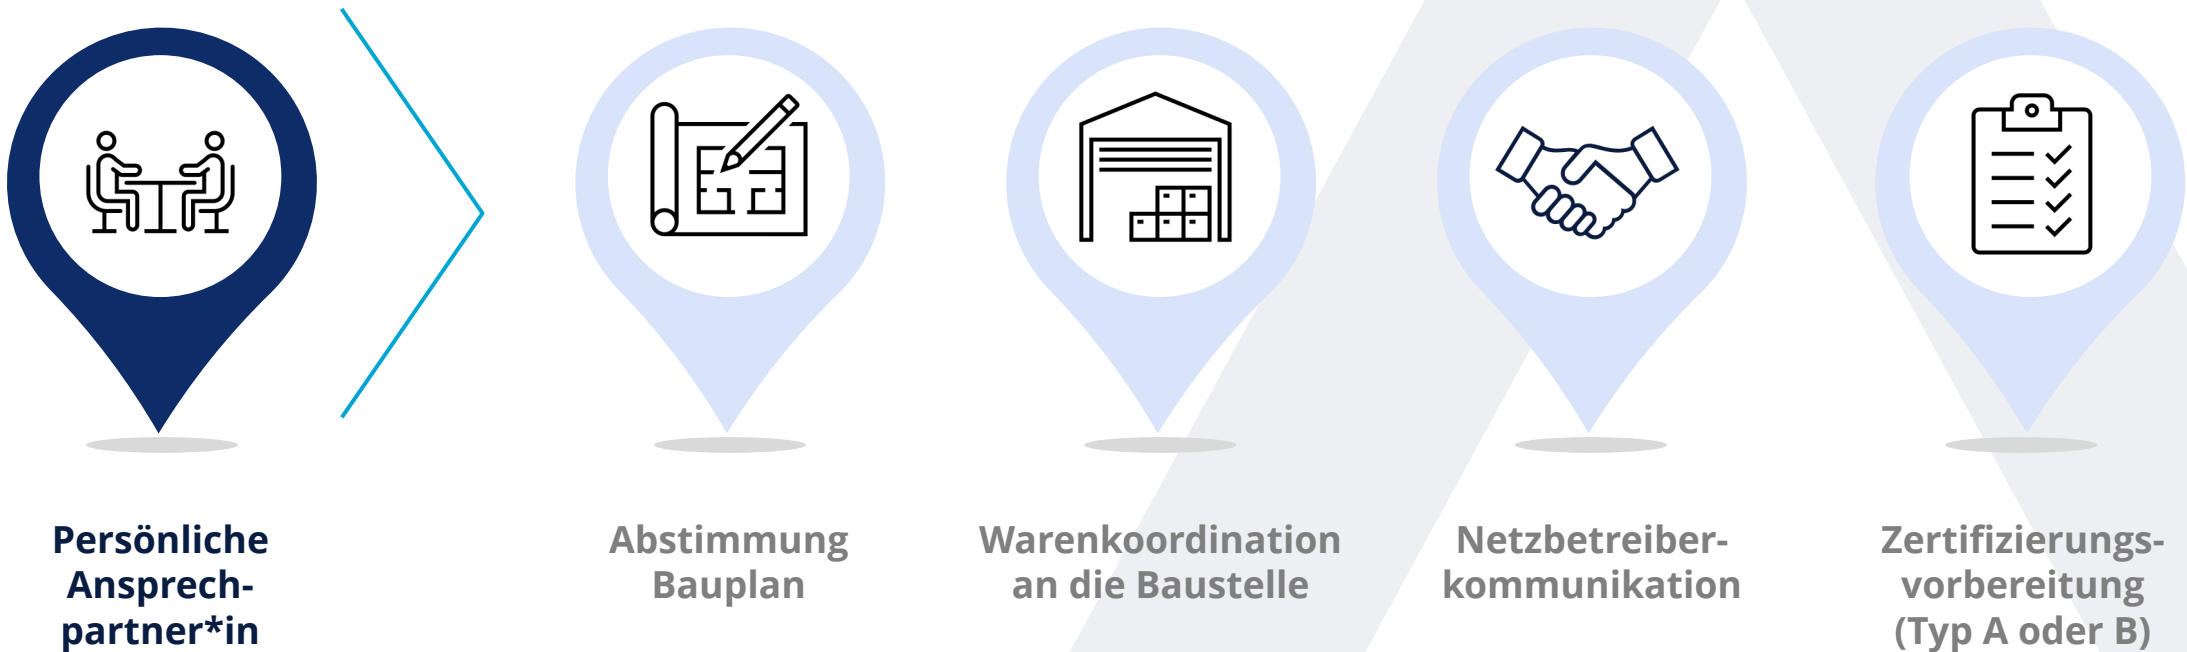 Persönliche
Ansprech-
partner*in
Abstimmung
Bauplan
Warenkoordination
an die Baustelle
Netzbetreiber-
kommunikation
Zertifizierungs-
vorbereitung
(Typ A oder B)